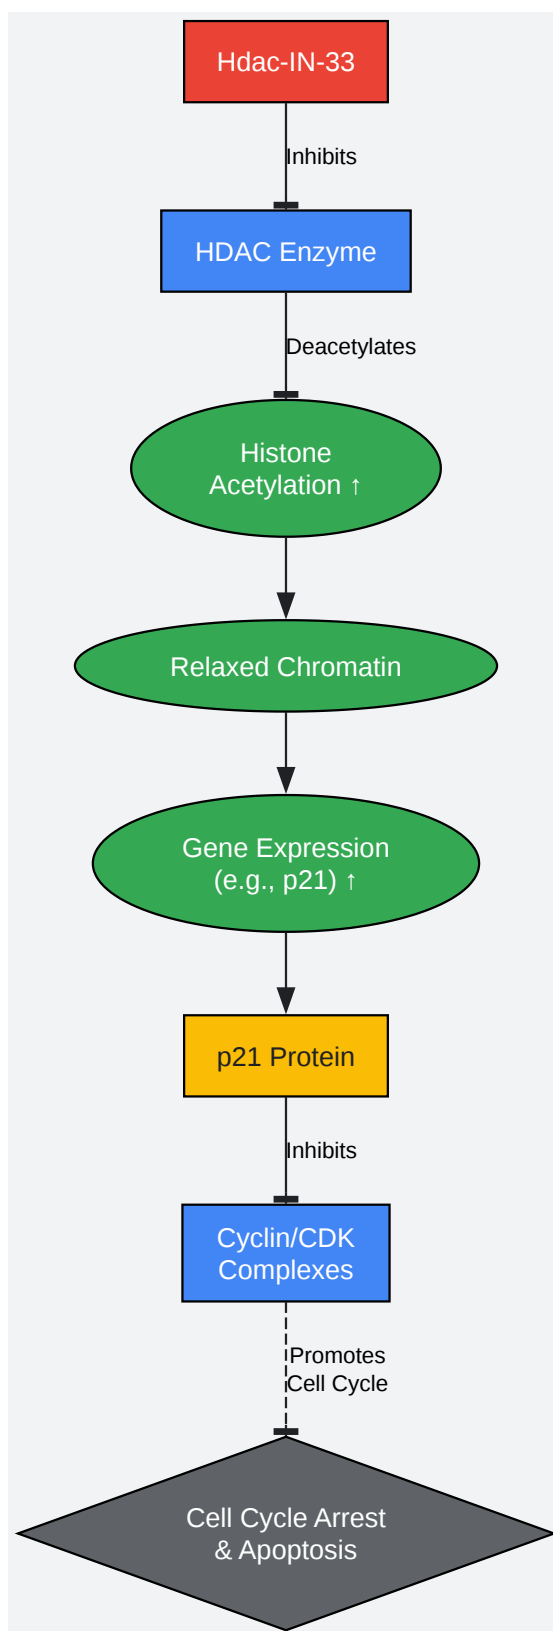 Hdac-IN-33
Inhibits
HDAC Enzyme
Deacetylates
Histone
Acetylation ↑
Relaxed Chromatin
Gene Expression
(e.g., p21) ↑
p21 Protein
Inhibits
Cyclin/CDK
Complexes
Promotes
Cell Cycle
Cell Cycle Arrest
& Apoptosis